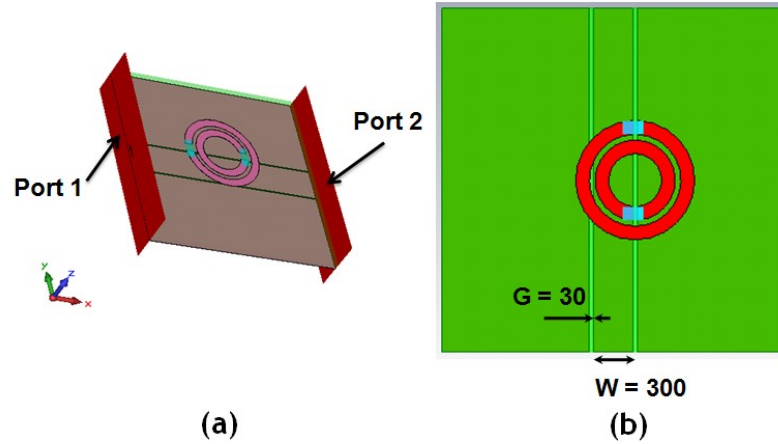 Port 1
Port 2
y
z
x
(a)
G = 30
W = 300
(b)